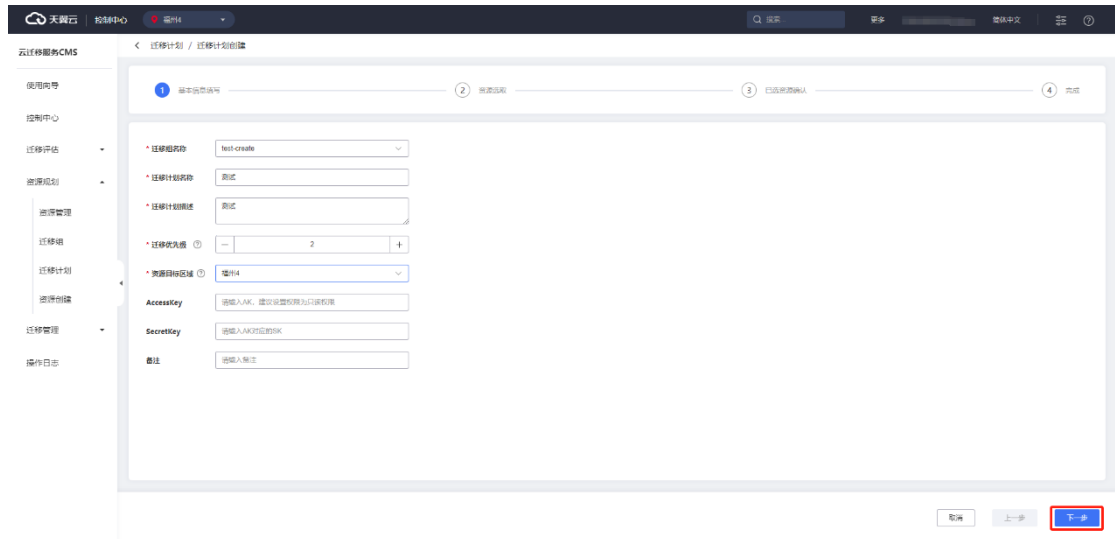 天翼云 控制中心 福州4 搜索 更多 简体中文
云迁移服务CMS
迁移计划 / 迁移计划创建
使用向导
控制中心
迁移评估
资源规划
资源管理
迁移组
迁移计划
资源创建
迁移管理
操作日志
1 基本信息填写 2 资源选取 3 已选资源确认 4 完成
* 迁移组名称 test-create
* 迁移计划名称 测试
* 迁移计划描述 测试
* 迁移优先级 2
* 资源目标区域 福州4
AccessKey 请输入AK，建议设置权限为只读权限
SecretKey 请输入AK对应的SK
备注 请输入备注
取消 上一步 下一步